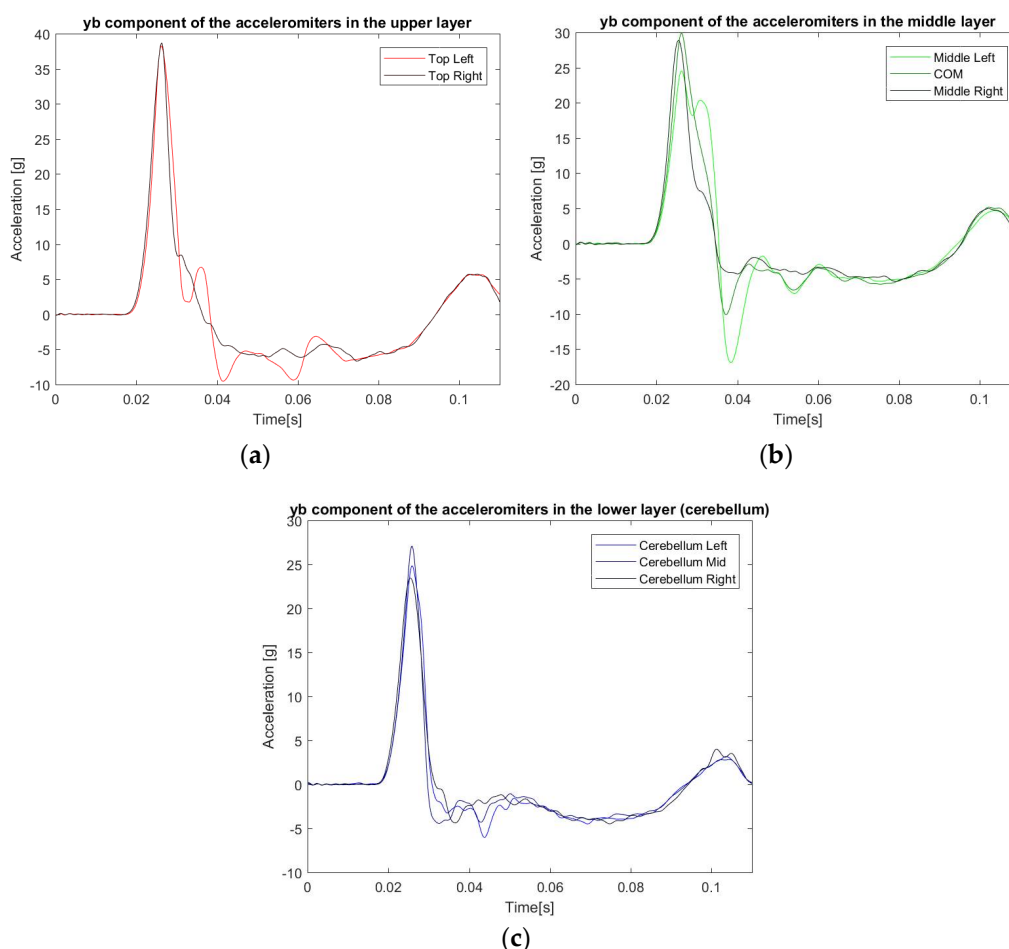 yb component of the acceleromiters in the upper layer
40
35
30
25
20
15
10
5
0
-5
-10
Acceleration [g]
0 0.02 0.04 0.06 0.08 0.1
Time[s]
Top Left
Top Right
(a)
yb component of the acceleromiters in the middle layer
30
25
20
15
10
5
0
-5
-10
-15
-20
Acceleration [g]
0 0.02 0.04 0.06 0.08 0.1
Time[s]
Middle Left
COM
Middle Right
(b)
yb component of the acceleromiters in the lower layer (cerebellum)
30
25
20
15
10
5
0
-5
-10
Acceleration [g]
0 0.02 0.04 0.06 0.08 0.1
Time[s]
Cerebellum Left
Cerebellum Mid
Cerebellum Right
(c)